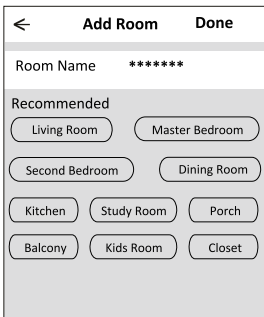 Add Room Done
Room Name *******
Recommended
Living Room Master Bedroom
Second Bedroom Dining Room
Kitchen Study Room Porch
Balcony Kids Room Closet